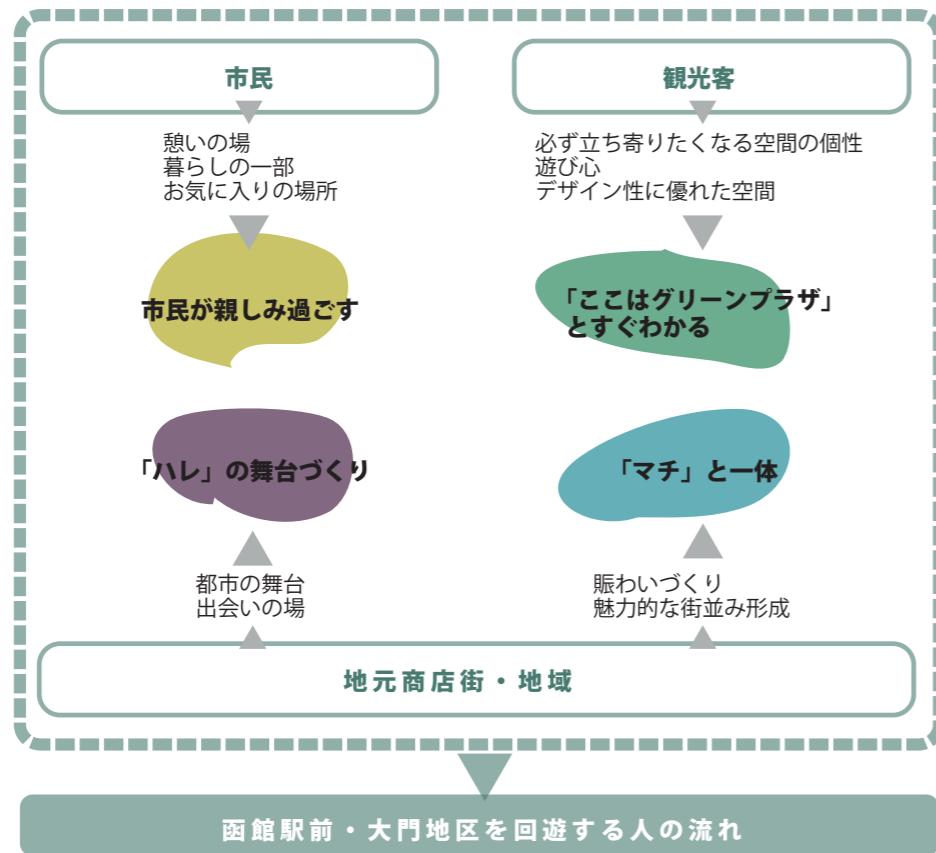 市民
観光客
憩いの場
暮らしの一部
お気に入りの場所
必ず立ち寄りたくなる空間の個性
遊び心
デザイン性に優れた空間
市民が親しみ過ごす
「ここはグリーンプラザ」
とすぐわかる
「ハレ」の舞台づくり
「マチ」と一体
都市の舞台
出会いの場
賑わいづくり
魅力的な街並み形成
地元商店街・地域
函館駅前・大門地区を回遊する人の流れ